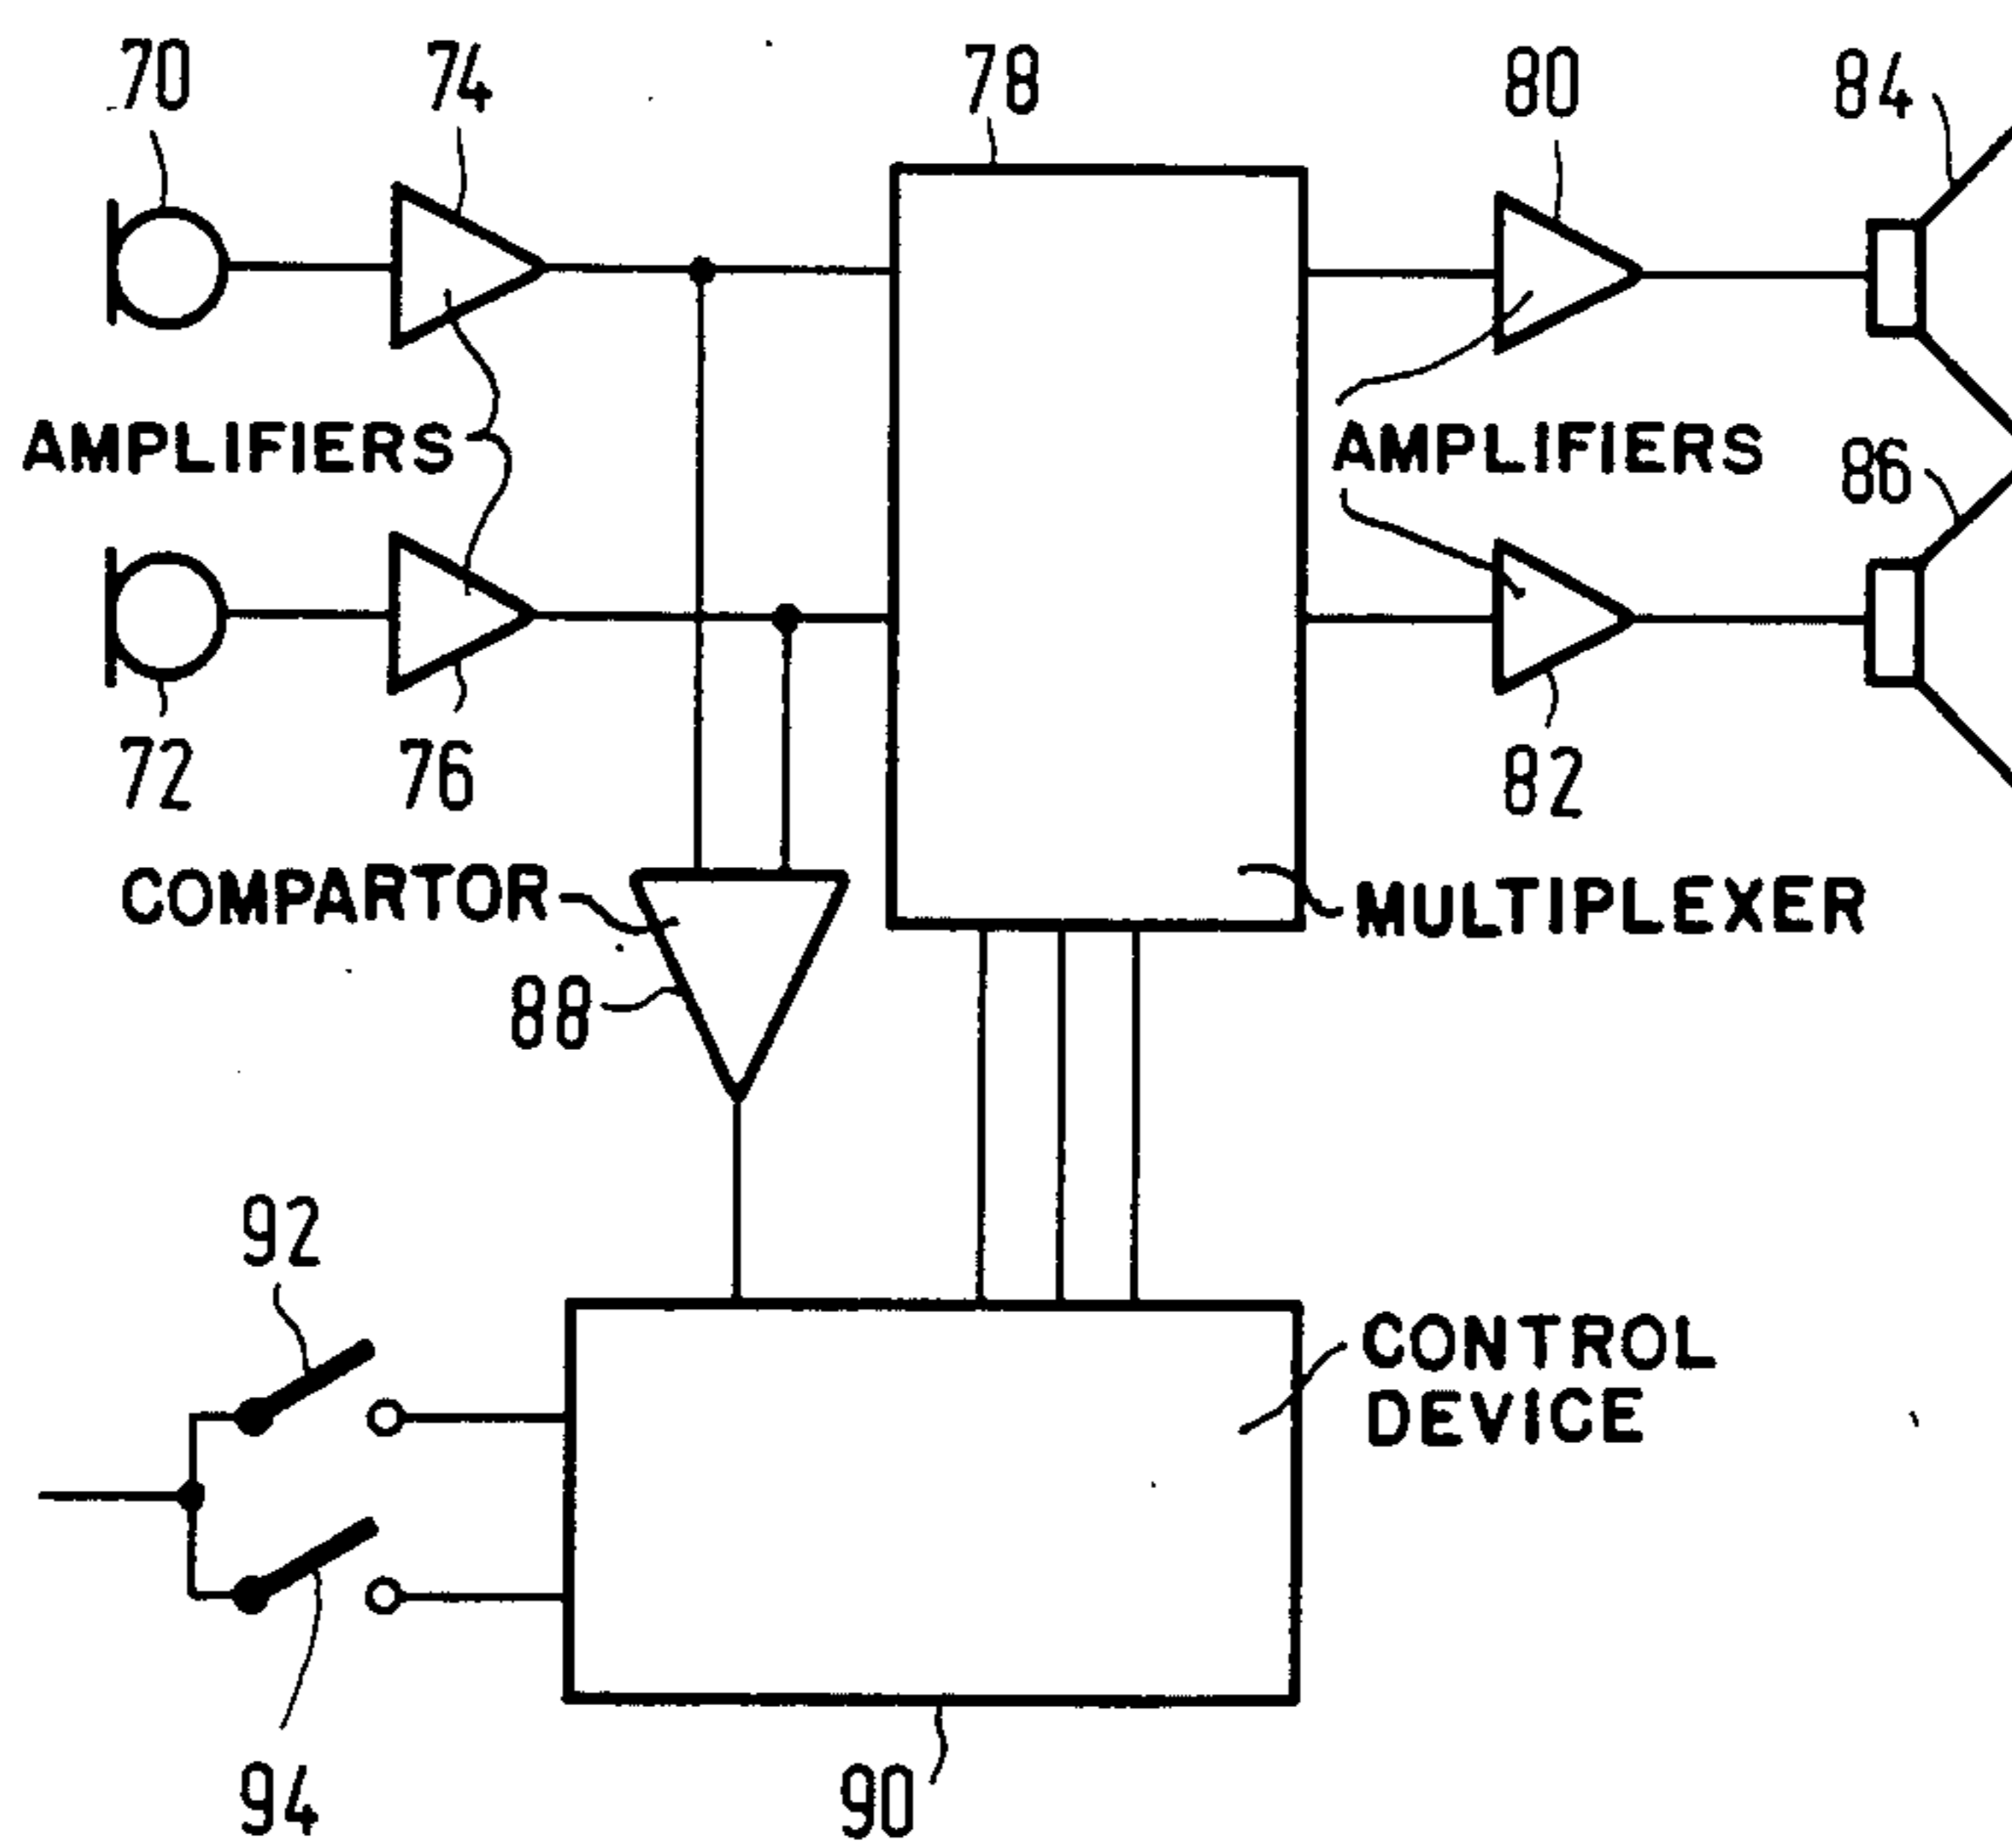 70
74
78
80
84
AMPLIFIERS
AMPLIFIERS
86
72
76
82
COMPARTOR
MULTIPLEXER
88
92
CONTROL
DEVICE
94
90